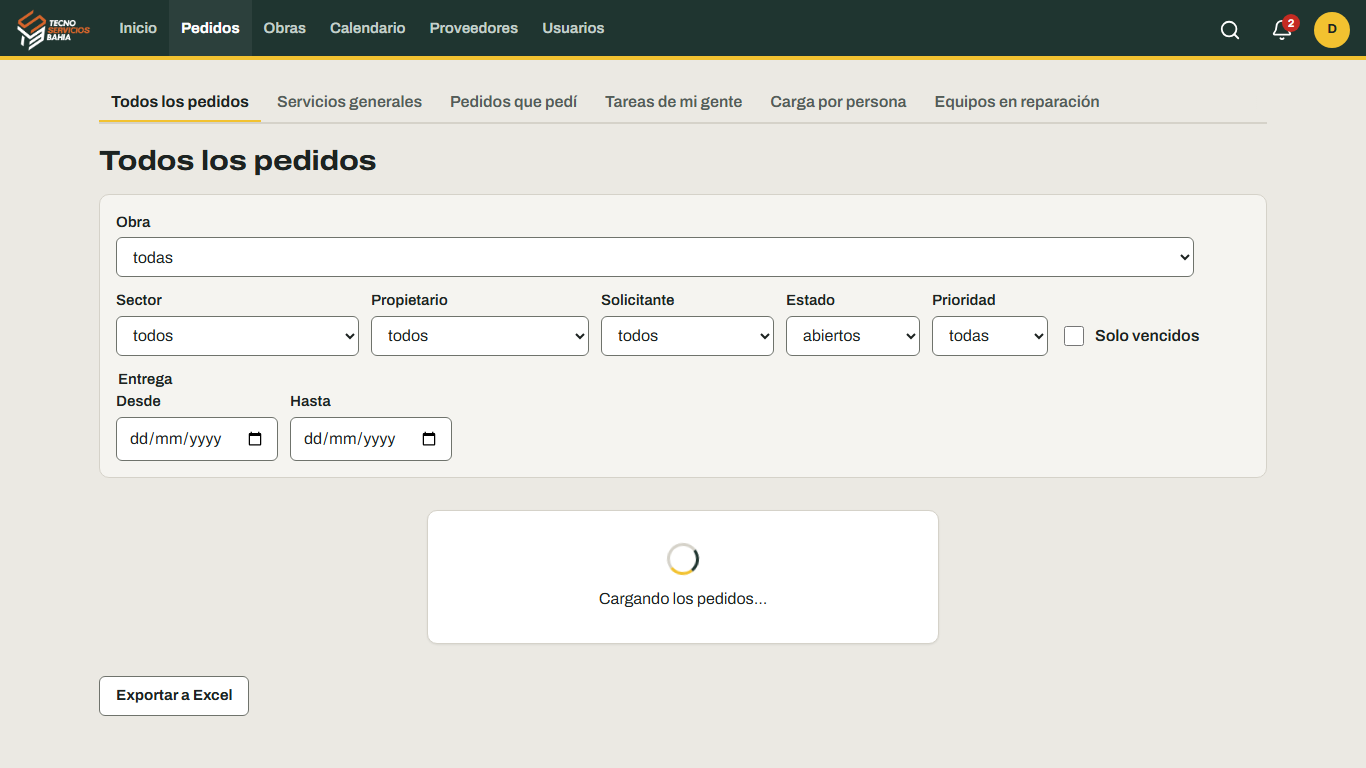 TECNO
SERVICIOS
BAHIA
Inicio
Pedidos
Obras
Calendario
Proveedores
Usuarios
2
D
Todos los pedidos
Servicios generales
Pedidos que pedí
Tareas de mi gente
Carga por persona
Equipos en reparación
Todos los pedidos
Obra
todas
Sector
Propietario
Solicitante
Estado
Prioridad
todos
todos
todos
abiertos
todas
Solo vencidos
Entrega
Desde
Hasta
dd/mm/yyyy
dd/mm/yyyy
Cargando los pedidos...
Exportar a Excel